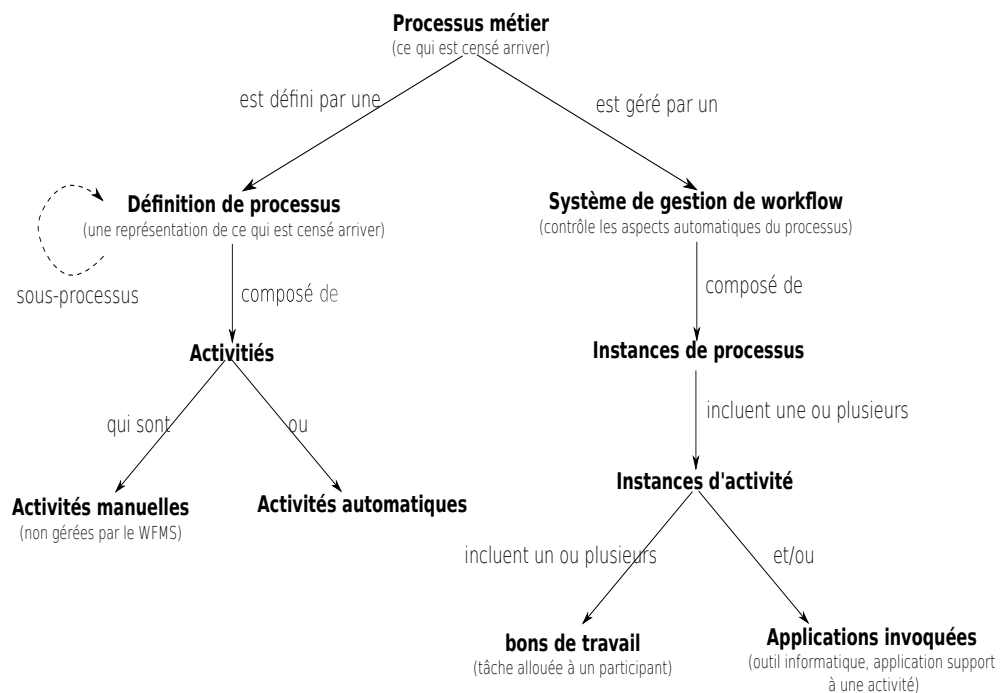 Processus métier
(ce qui est censé arriver)
est défini par une
est géré par un
Définition de processus
(une représentation de ce qui est censé arriver)
Système de gestion de workflow
(contrôle les aspects automatiques du processus)
sous-processus
composé de
composé de
Activitiés
Instances de processus
qui sont
ou
incluent une ou plusieurs
Activités manuelles
(non gérées par le WFMS)
Activités automatiques
Instances d'activité
incluent un ou plusieurs
et/ou
bons de travail
(tâche allouée à un participant)
Applications invoquées
(outil informatique, application support
à une activité)